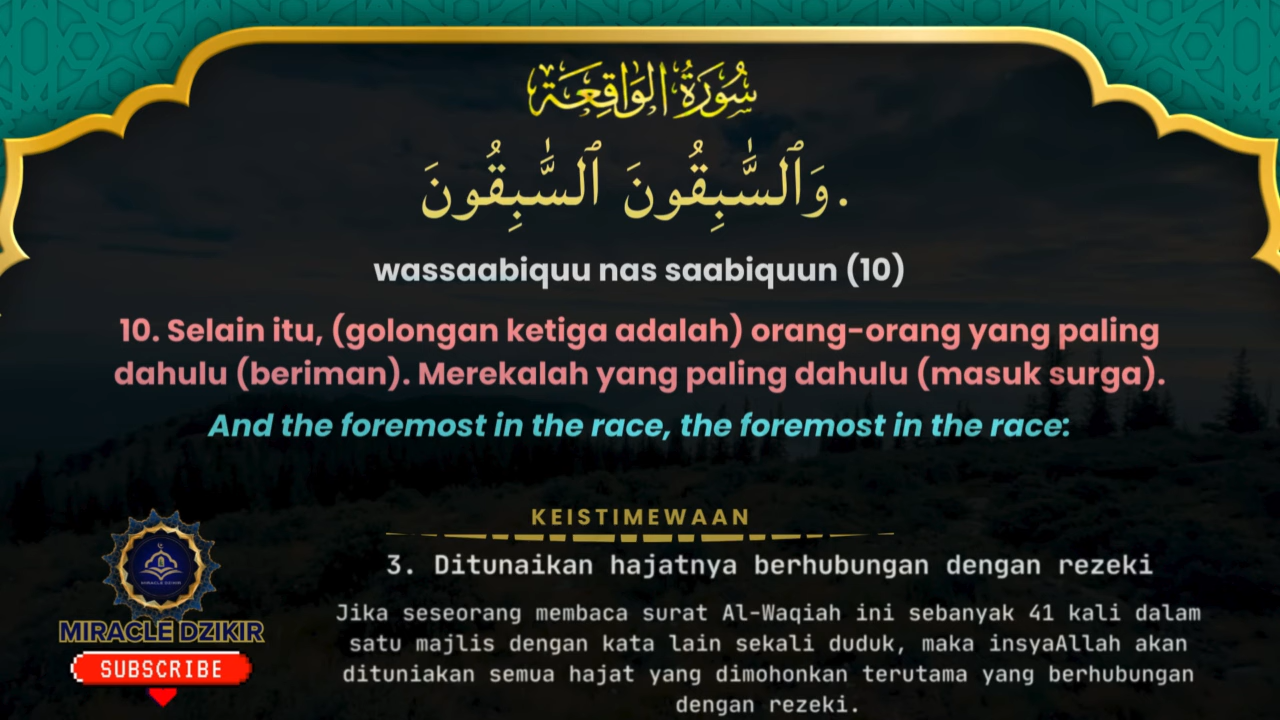 سُورَةُ الوَاقِعَة
وَٱلسَّٰبِقُونَ ٱلسَّٰبِقُونَ.
wassaabiquu nas saabiquun (10)
10. Selain itu, (golongan ketiga adalah) orang-orang yang paling
dahulu (beriman). Merekalah yang paling dahulu (masuk surga).
And the foremost in the race, the foremost in the race:
KEISTIMEWAAN
3. Ditunaikan hajatnya berhubungan dengan rezeki
Jika seseorang membaca surat Al-Waqiah ini sebanyak 41 kali dalam
satu majlis dengan kata lain sekali duduk, maka insyaAllah akan
dituniakan semua hajat yang dimohonkan terutama yang berhubungan
dengan rezeki.
MIRACLE DZIKIR
MIRACLE DZIKIR
SUBSCRIBE